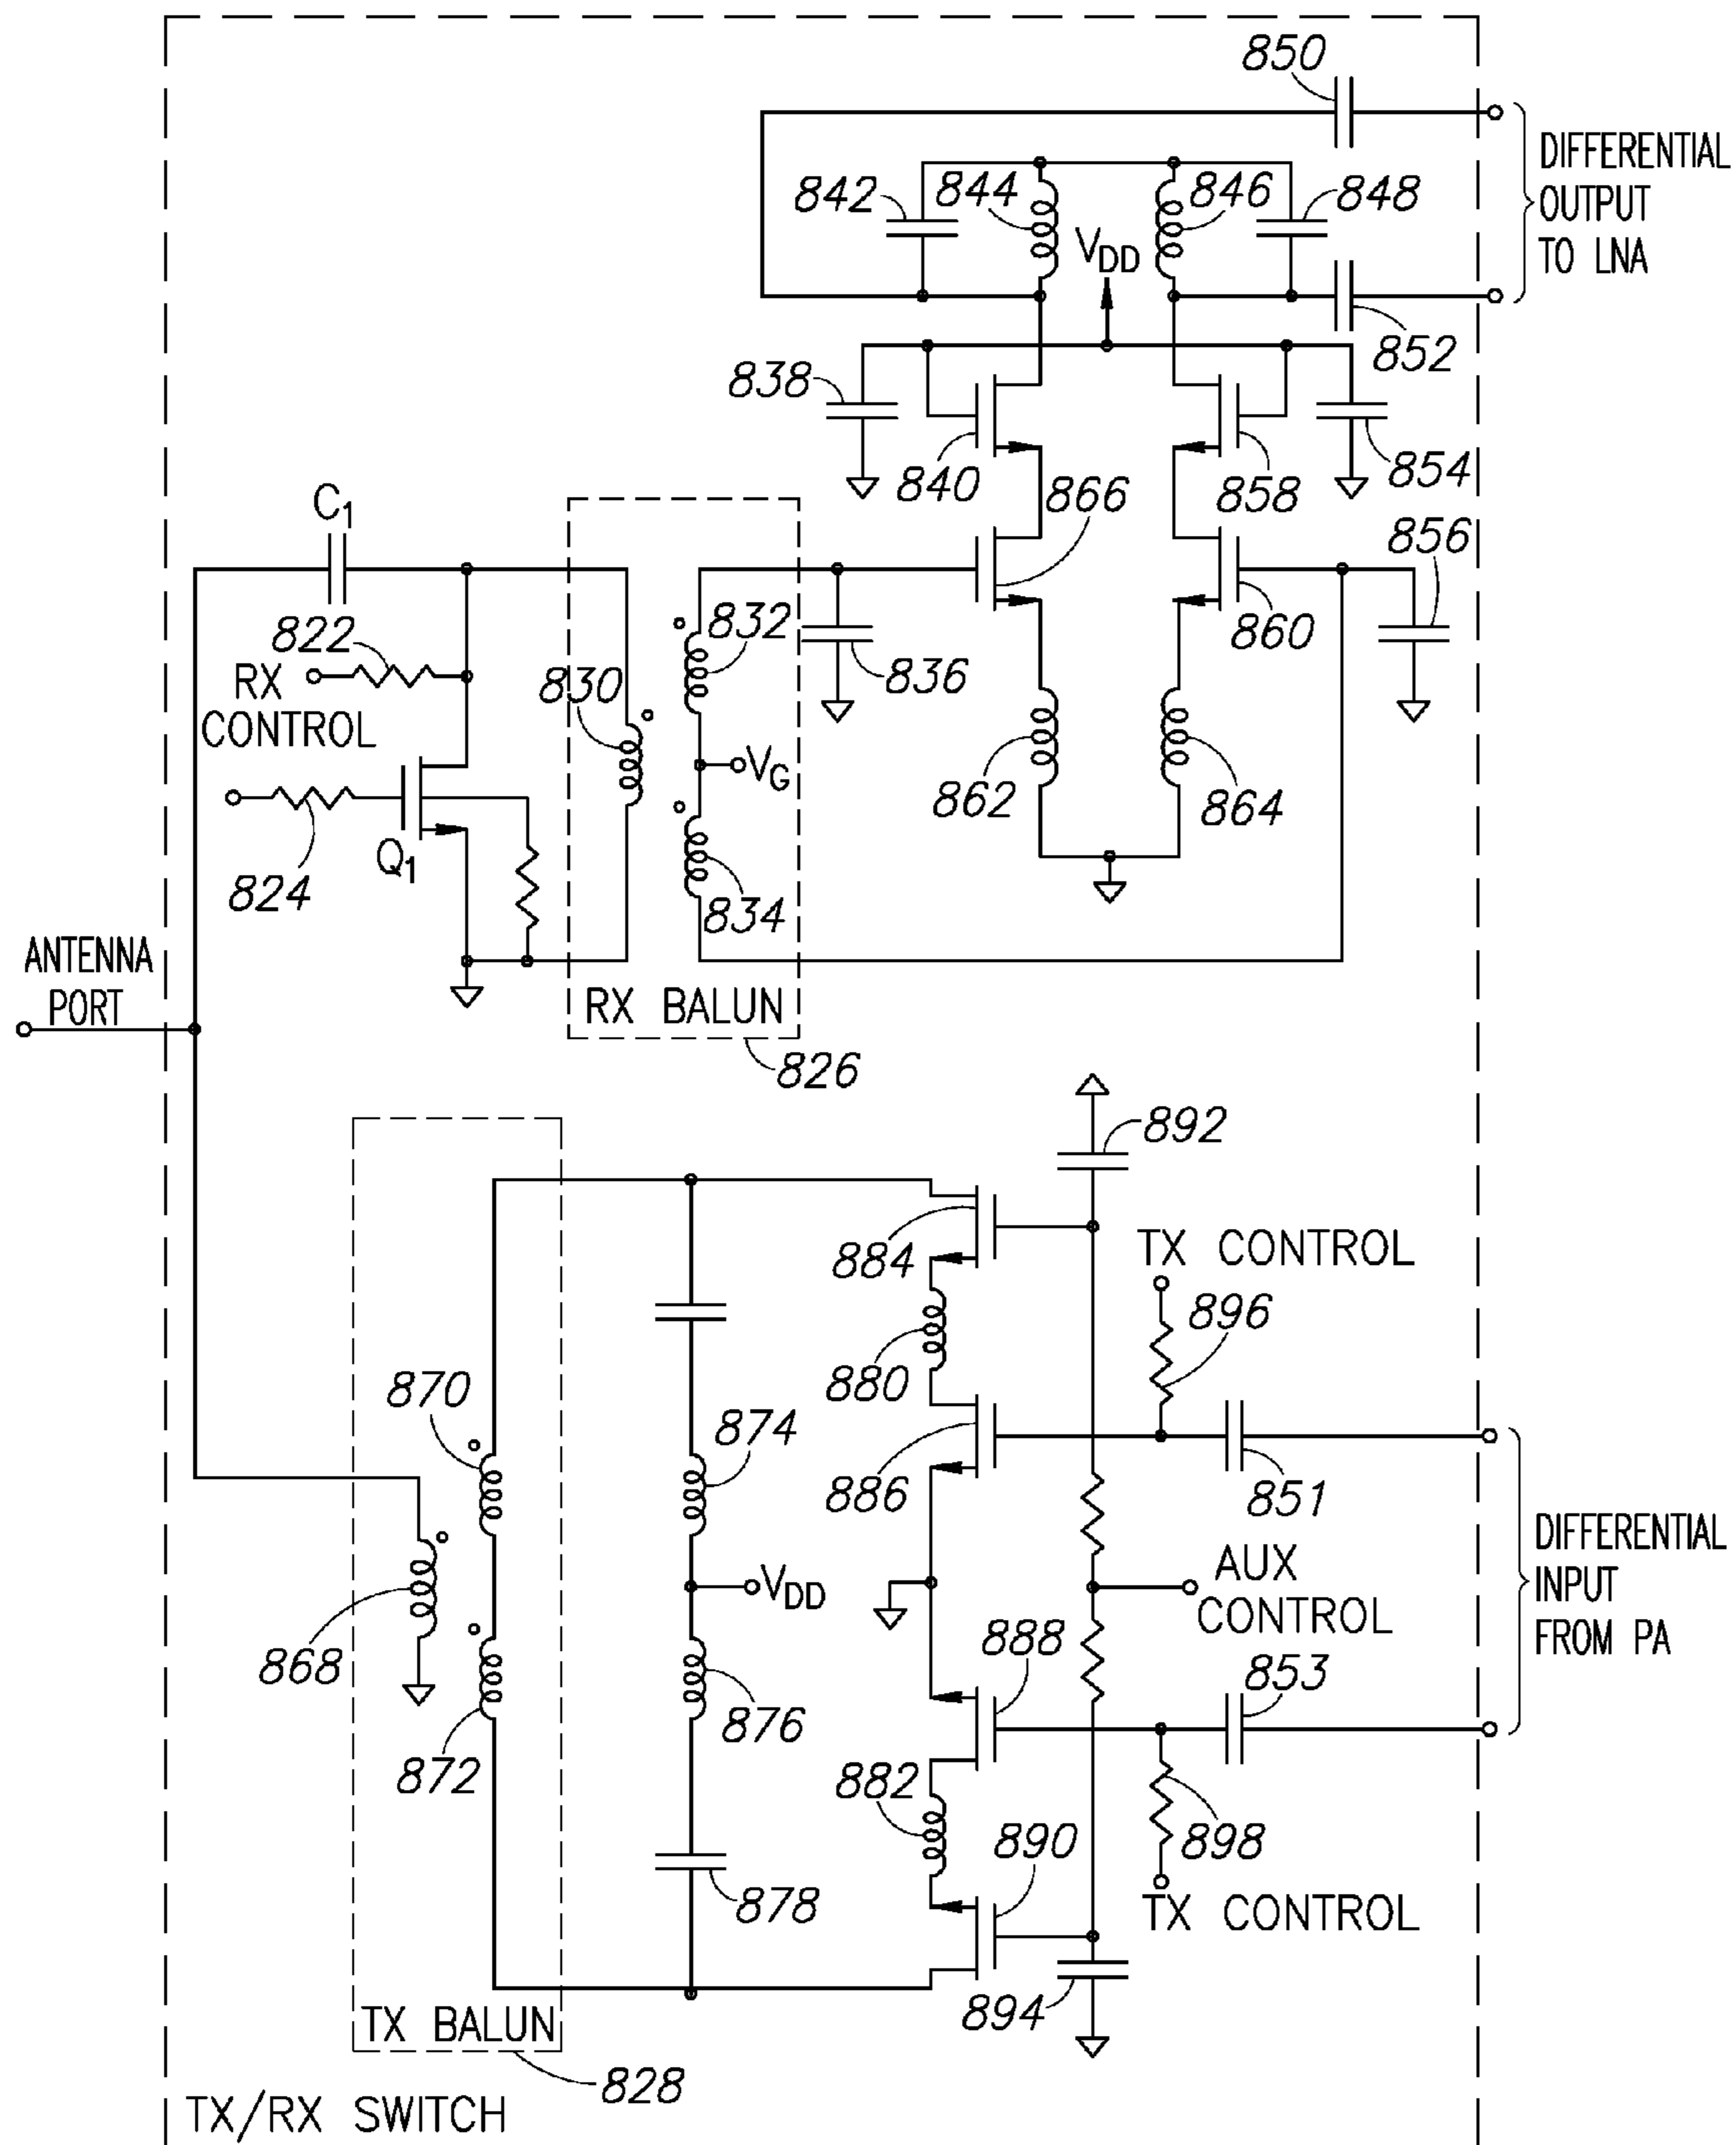 850
DIFFERENTIAL
OUTPUT
TO LNA
842
844
846
848
VDD
852
838
840
858
854
C1
866
856
822
RX
CONTROL
830
832
836
860
VG
862
864
824
Q1
834
ANTENNA
PORT
RX BALUN
826
892
884
TX CONTROL
896
880
870
874
886
851
DIFFERENTIAL
INPUT
FROM PA
VDD
AUX
CONTROL
868
888
853
876
872
882
890
898
878
TX CONTROL
894
TX BALUN
828
TX/RX SWITCH